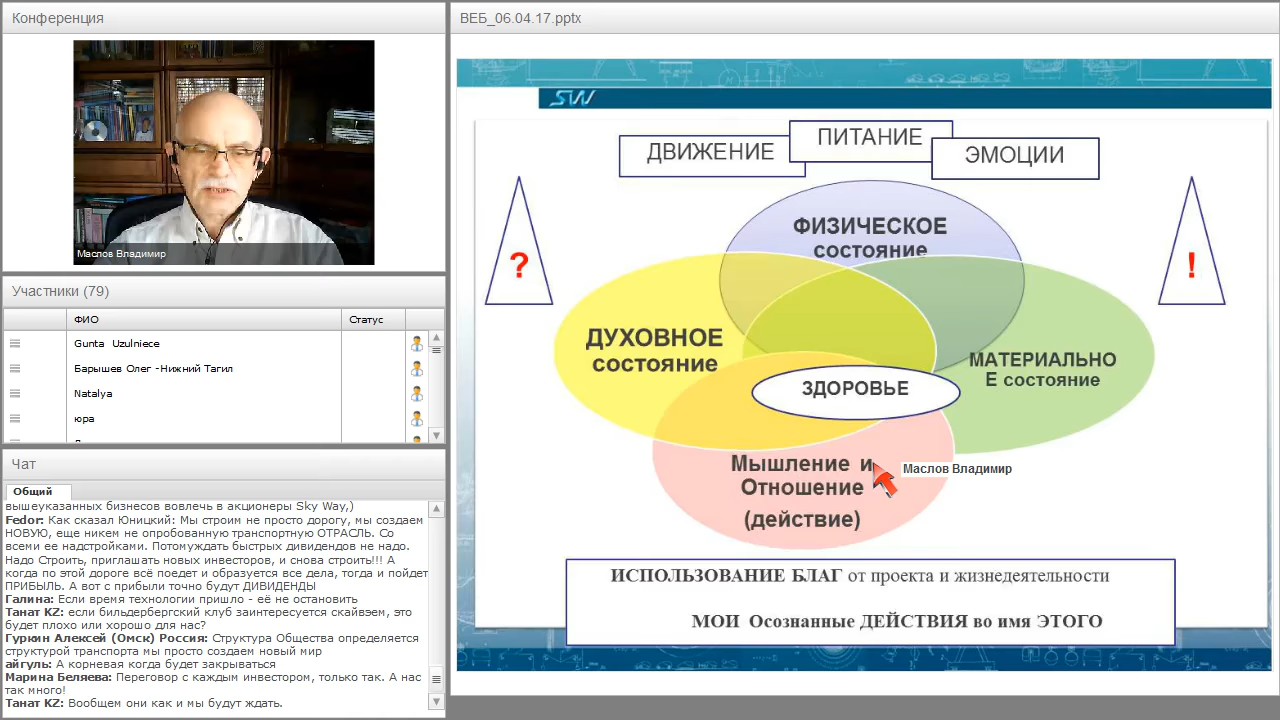 Конференция
Маслов Владимир
Участники (79)
ФИО
Статус
Gunta Uzulniece
Барышев Олег -Нижний Тагил
Natalya
юра
Чат
Общий
вышеуказанных бизнесов вовлечь в акционеры Sky Way,)
Fedor: Как сказал Юницкий: Мы строим не просто дорогу, мы создаем
НОВУЮ, еще никем не опробованную транспортную ОТРАСЛЬ. Со
всеми ее надстройками. Потомуждать быстрых дивидендов не надо.
Надо Строить, приглашать новых инвесторов, и снова строить!!! А
когда по этой дороге всё поедет и образуется все дела, тогда и пойдет
ПРИБЫЛЬ. А вот с прибыли точно будут ДИВИДЕНДЫ
Галина: Если время технологии пришло - её не остановить
Танат KZ: если бильдербергский клуб заинтересуется скайвэем, это
будет плохо или хорошо для нас?
Гуркин Алексей (Омск) Россия: Структура Общества определяется
структурой транспорта мы просто создаем новый мир
айгуль: А корневая когда будет закрываться
Марина Беляева: Переговор с каждым инвестором, только так. А нас
так много!
Танат KZ: Вообщем они как и мы будут ждать.
ВЕБ_06.04.17.pptx
SW
ДВИЖЕНИЕ
ПИТАНИЕ
ЭМОЦИИ
?
!
ФИЗИЧЕСКОЕ
состояние
ДУХОВНОЕ
состояние
МАТЕРИАЛЬНО
Е состояние
ЗДОРОВЬЕ
Мышление и
Отношение
(действие)
Маслов Владимир
ИСПОЛЬЗОВАНИЕ БЛАГ от проекта и жизнедеятельности
МОИ Осознанные ДЕЙСТВИЯ во имя ЭТОГО